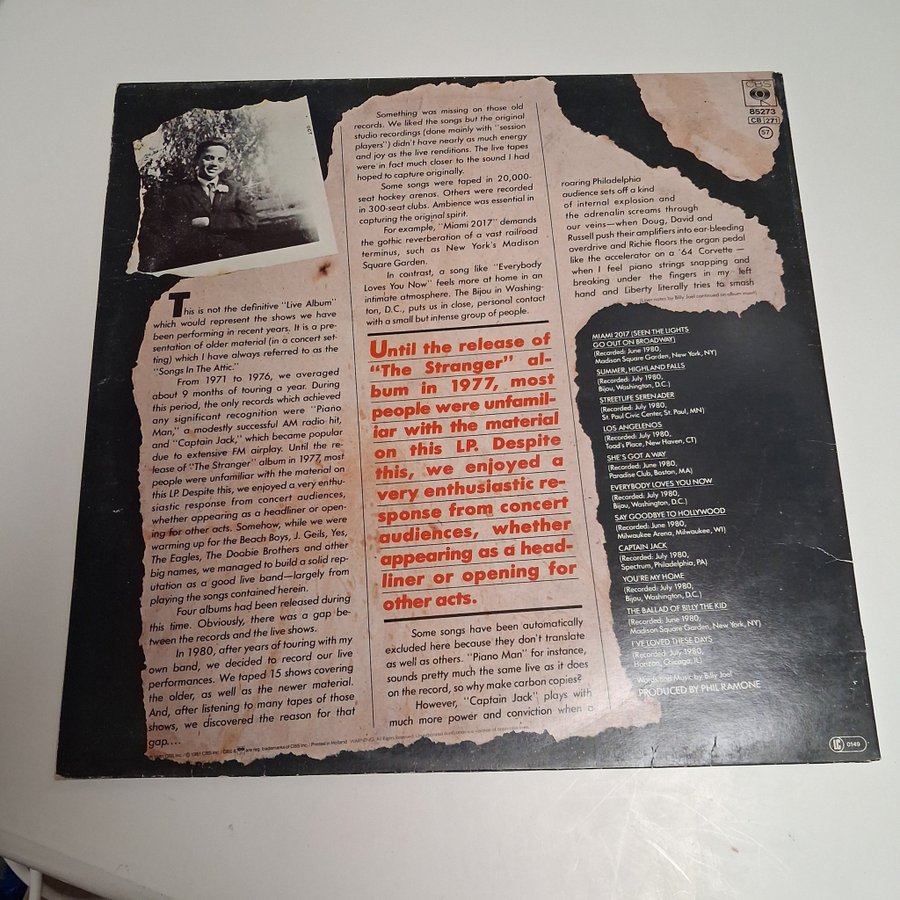 This is not the definitive "Live Album"
which would represent the shows we have
been performing in recent years. It is a pre-
sentation of older material (in a concert set-
ting) which I have always referred to as the
"Songs In The Attic."
From 1971 to 1976, we averaged
about 9 months of touring a year. During
this period, the only records which achieved
any significant recognition were "Piano
Man," a modestly successful AM radio hit,
and "Captain Jack," which became popular
due to extensive FM airplay. Until the re-
lease of "The Stranger" album in 1977, most
people were unfamiliar with the material on
this LP. Despite this, we enjoyed a very enthu-
siastic response from concert audiences,
whether appearing as a headliner or open-
ing for other acts. Somehow, while we were
warming up for the Beach Boys, J. Geils, Yes,
The Eagles, The Doobie Brothers and other
big names, we managed to build a solid rep-
utation as a good live band—largely from
playing the songs contained herein.
Four albums had been released during
this time. Obviously, there was a gap be-
tween the records and the live shows.
In 1980, after years of touring with my
own band, we decided to record our live
performances. We taped 15 shows covering
the older, as well as the newer material.
And, after listening to many tapes of those
shows, we discovered the reason for that
gap....
Something was missing on those old
records. We liked the songs but the original
studio recordings (done mainly with "session
players") didn't have nearly as much energy
and joy as the live renditions. The live tapes
were in fact much closer to the sound I had
hoped to capture originally.
Some songs were taped in 20,000-
seat hockey arenas. Others were recorded
in 300-seat clubs. Ambience was essential in
capturing the original spirit.
For example, "Miami 2017" demands
the gothic reverberation of a vast railroad
terminus, such as New York's Madison
Square Garden.
In contrast, a song like "Everybody
Loves You Now" feels more at home in an
intimate atmosphere. The Bijou in Washing-
ton, D.C., puts us in close, personal contact
with a small but intense group of people.
Until the release of
"The Stranger" al-
bum in 1977, most
people were unfamil-
iar with the material
on this LP. Despite
this, we enjoyed a
very enthusiastic re-
sponse from concert
audiences, whether
appearing as a head-
liner or opening for
other acts.
Some songs have been automatically
excluded here because they don't translate
as well as others. "Piano Man" for instance,
sounds pretty much the same live as it does
on the record, so why make carbon copies?
However, "Captain Jack" plays with
much more power and conviction when a
roaring Philadelphia
audience sets off a kind
of internal explosion and
the adrenalin screams through
our veins—when Doug, David and
Russell push their amplifiers into ear-bleeding
overdrive and Richie floors the organ pedal
like the accelerator on a '64 Corvette —
when I feel piano strings snapping and
breaking under the fingers in my left
hand and Liberty literally tries to smash
(Liner notes by Billy Joel continued on album inner)
CBS
85273
CB 271
57
MIAMI 2017 (SEEN THE LIGHTS
GO OUT ON BROADWAY)
(Recorded: June 1980,
Madison Square Garden, New York, NY)
SUMMER, HIGHLAND FALLS
(Recorded: July 1980,
Bijou, Washington, D.C.)
STREETLIFE SERENADER
(Recorded: July 1980,
St. Paul Civic Center, St. Paul, MN)
LOS ANGELENOS
(Recorded: July 1980,
Toad's Place, New Haven, CT)
SHE'S GOT A WAY
(Recorded: June 1980,
Paradise Club, Boston, MA)
EVERYBODY LOVES YOU NOW
(Recorded: July 1980,
Bijou, Washington, D.C.)
SAY GOODBYE TO HOLLYWOOD
(Recorded: June 1980,
Milwaukee Arena, Milwaukee, WI)
CAPTAIN JACK
(Recorded: July 1980,
Spectrum, Philadelphia, PA)
YOU'RE MY HOME
(Recorded: July 1980,
Bijou, Washington, D.C.)
THE BALLAD OF BILLY THE KID
(Recorded: June 1980,
Madison Square Garden, New York, NY)
I'VE LOVED THESE DAYS
(Recorded: July 1980,
Horizon, Chicago, IL)
Words and Music by Billy Joel
PRODUCED BY PHIL RAMONE
LC 0149
1981 CBS Inc. / ℗ 1981 CBS Inc. / CBS & are reg. trademarks of CBS Inc. / Printed in Holland WARNING: All Rights Reserved.